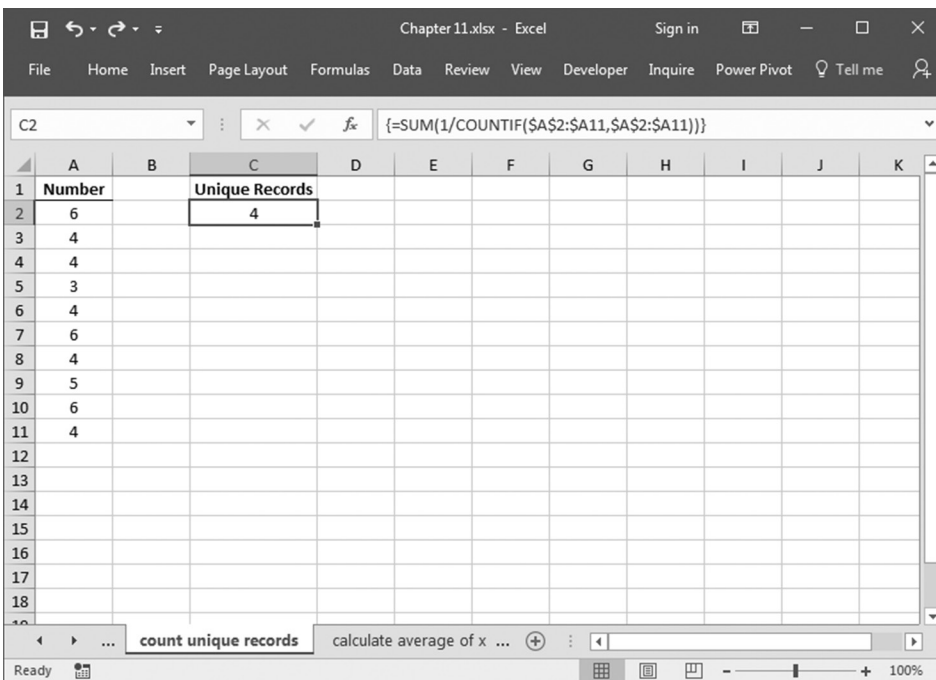 Chapter 11.xlsx - Excel Sign in
File Home Insert Page Layout Formulas Data Review View Developer Inquire Power Pivot Tell me
C2 fx {=SUM(1/COUNTIF($A$2:$A11,$A$2:$A11))}
A B C D E F G H I J K
1 Number Unique Records
2 6 4
3 4
4 4
5 3
6 4
7 6
8 4
9 5
10 6
11 4
12
13
14
15
16
17
18
... count unique records calculate average of x ...
Ready 100%